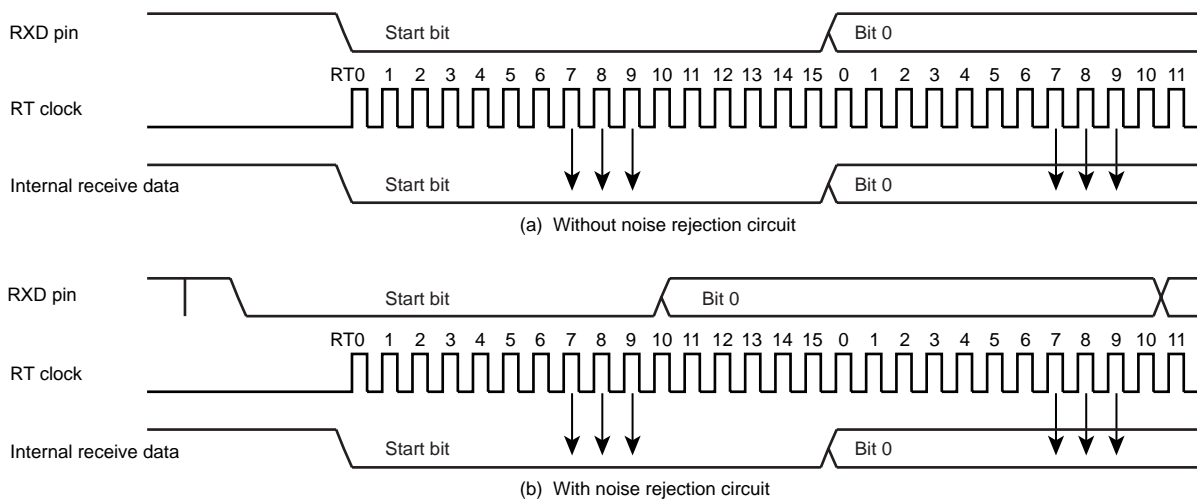 RXD pin Start bit Bit 0
RT0 1 2 3 4 5 6 7 8 9 10 11 12 13 14 15 0 1 2 3 4 5 6 7 8 9 10 11
RT clock
Internal receive data Start bit Bit 0
(a) Without noise rejection circuit
RXD pin Start bit Bit 0
RT0 1 2 3 4 5 6 7 8 9 10 11 12 13 14 15 0 1 2 3 4 5 6 7 8 9 10 11
RT clock
Internal receive data Start bit Bit 0
(b) With noise rejection circuit